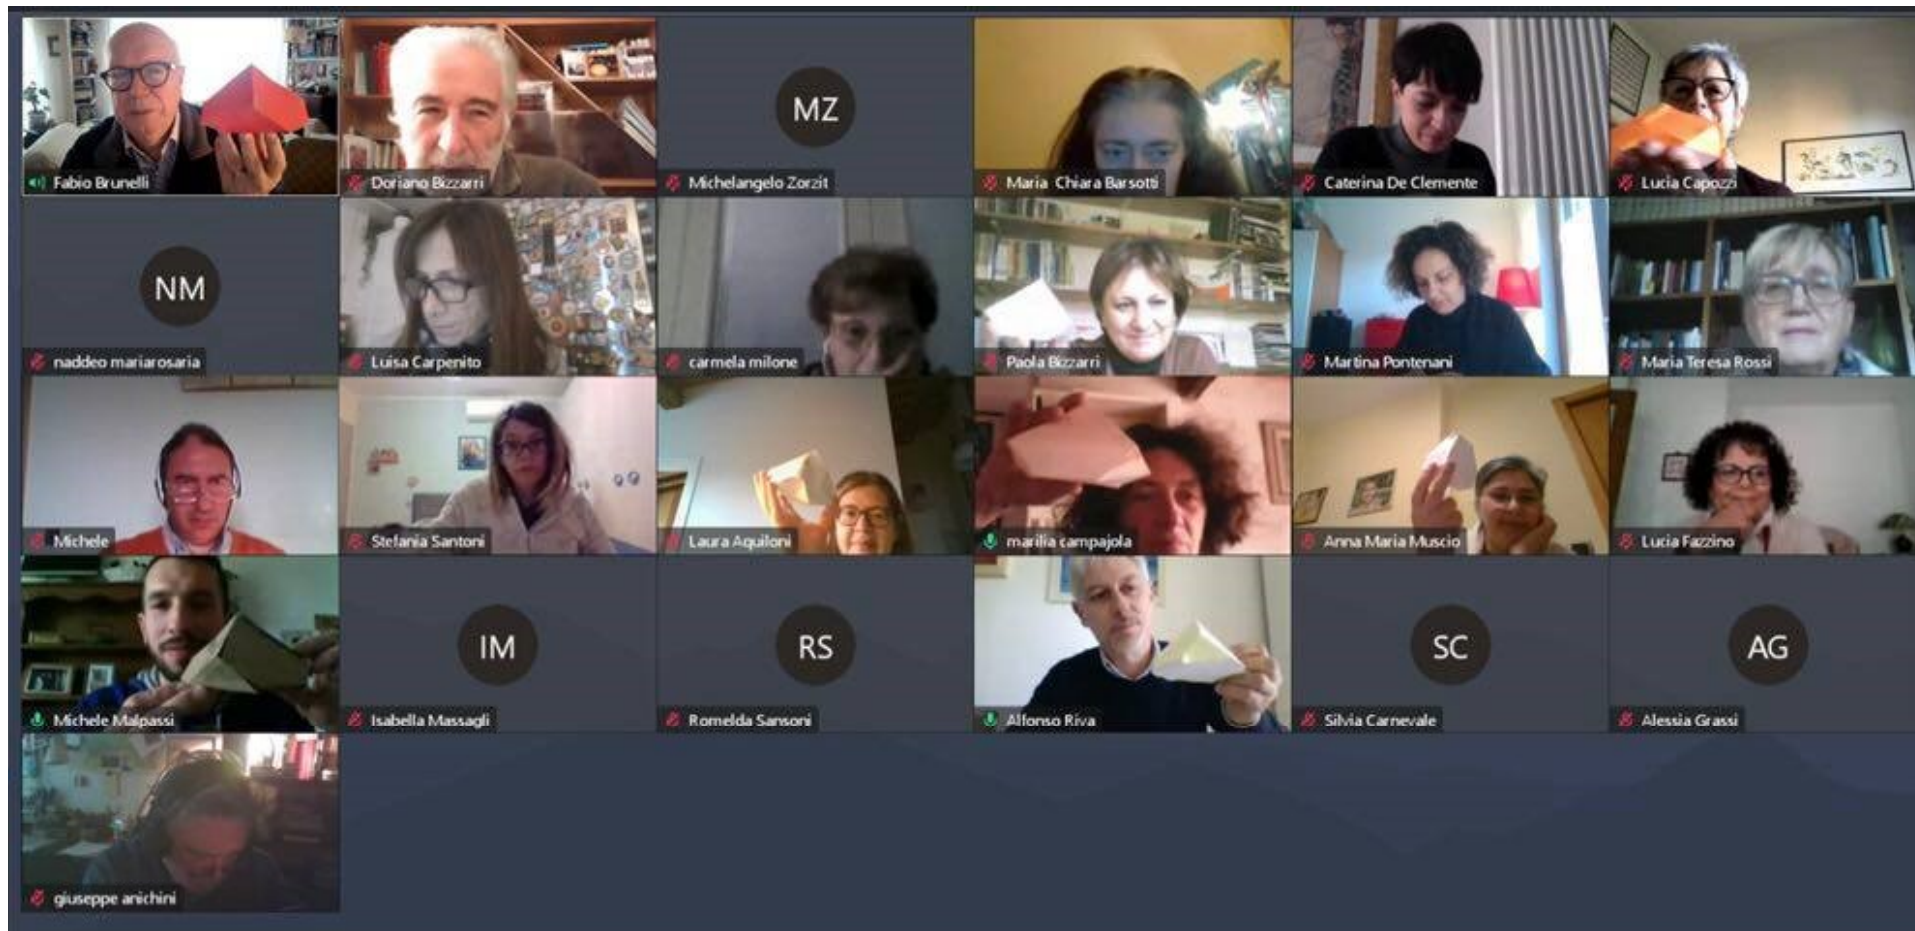 Fabio Brunelli
Doriano Bizzarri
MZ
Michelangelo Zorzit
Maria Chiara Barsotti
Caterina De Clemente
Lucia Capozzi
NM
naddeo mariarosaria
Luisa Carpenito
carmela milone
Paola Bizzarri
Martina Pontenani
Maria Teresa Rossi
Michele
Stefania Santoni
Laura Aquiloni
marilia campajola
Anna Maria Muscio
Lucia Fazzino
Michele Malpassi
IM
Isabella Massagli
RS
Romelda Sansoni
Alfonso Riva
SC
Silvia Carnevale
AG
Alessia Grassi
giuseppe anichini